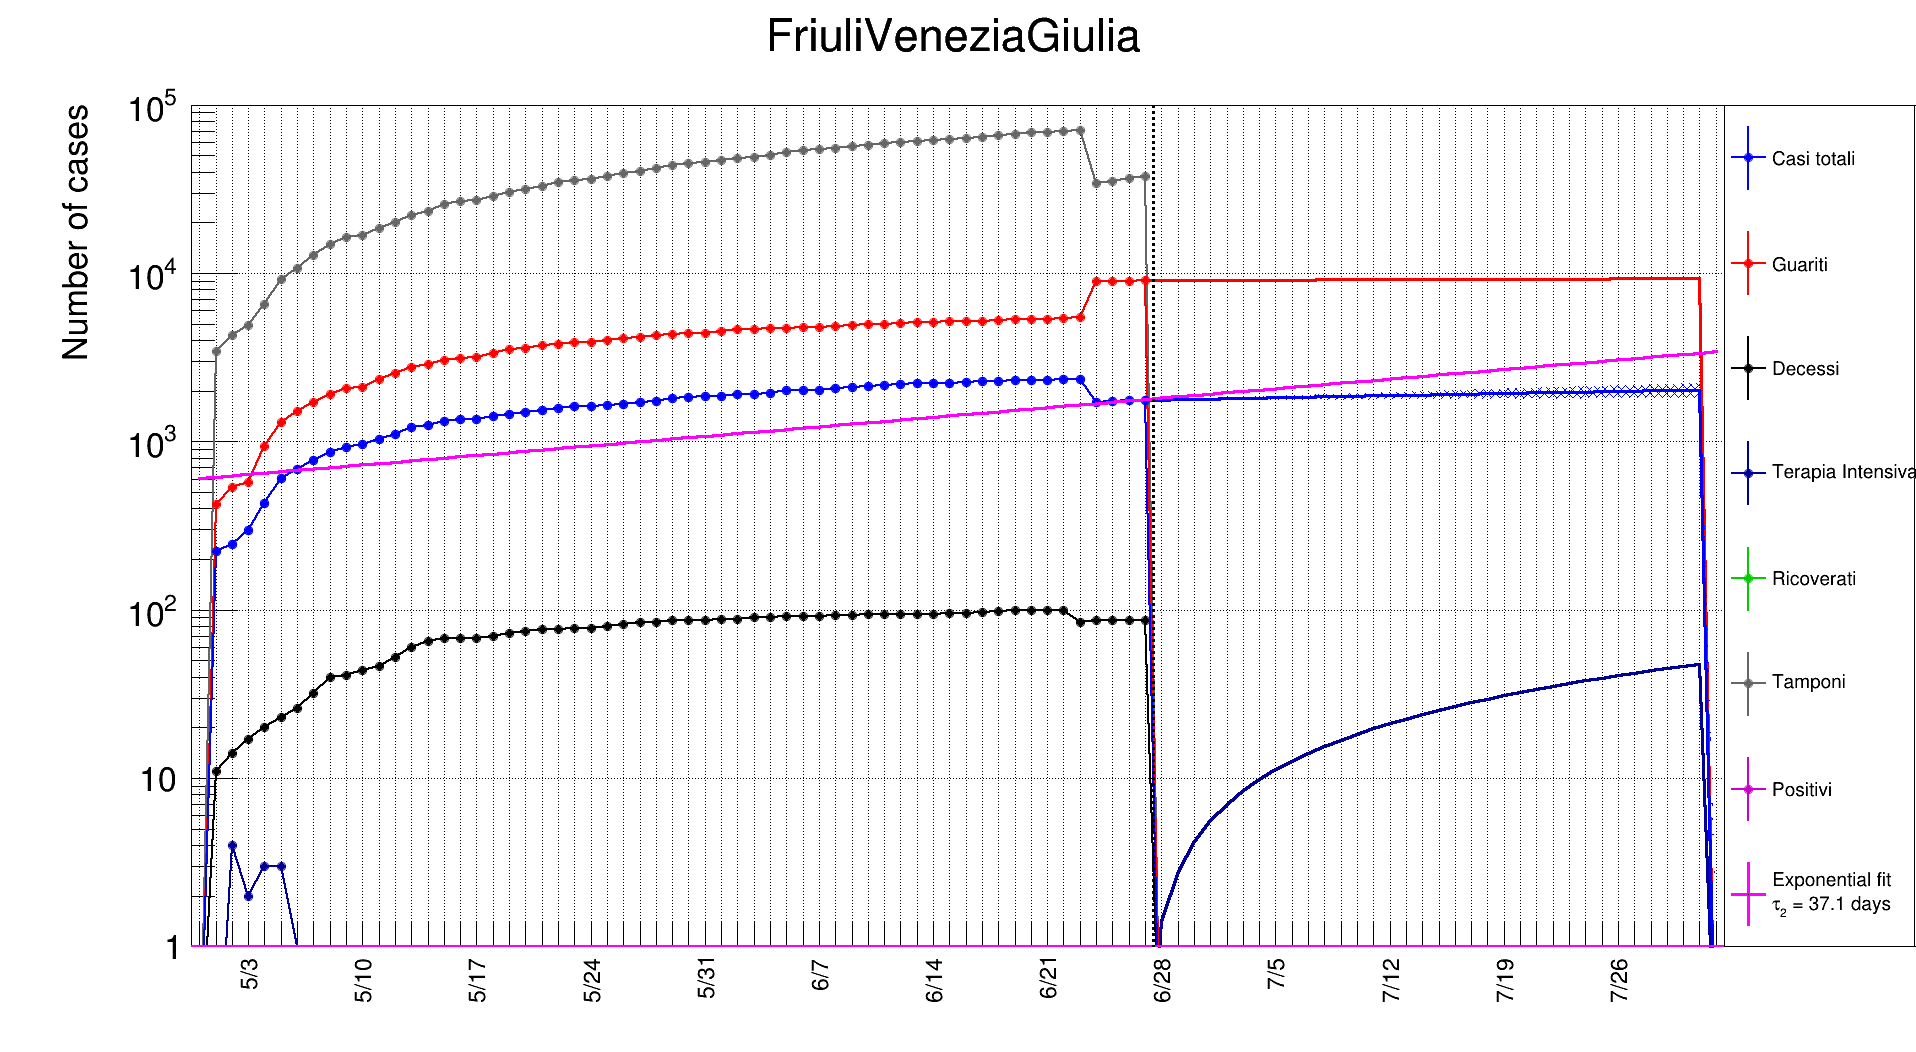 FriuliVeneziaGiulia
Number of cases
10^5
10^4
10^3
10^2
10
1
5/3
5/10
5/17
5/24
5/31
6/7
6/14
6/21
6/28
7/5
7/12
7/19
7/26
Casi totali
Guariti
Decessi
Terapia Intensiva
Ricoverati
Tamponi
Positivi
Exponential fit
τ₂ = 37.1 days